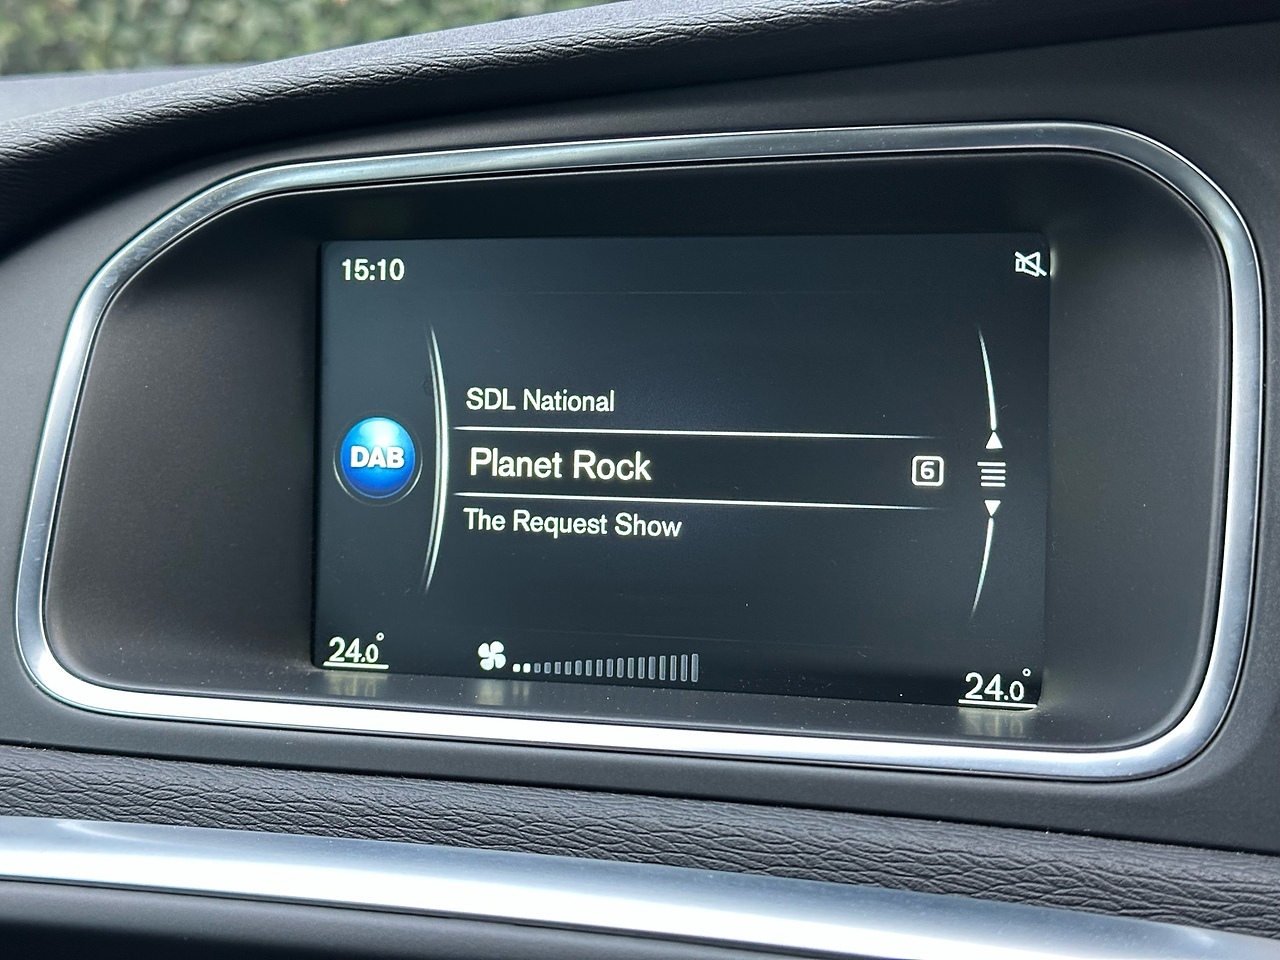 15:10
SDL National
DAB
Planet Rock
6
The Request Show
24.0°
24.0°